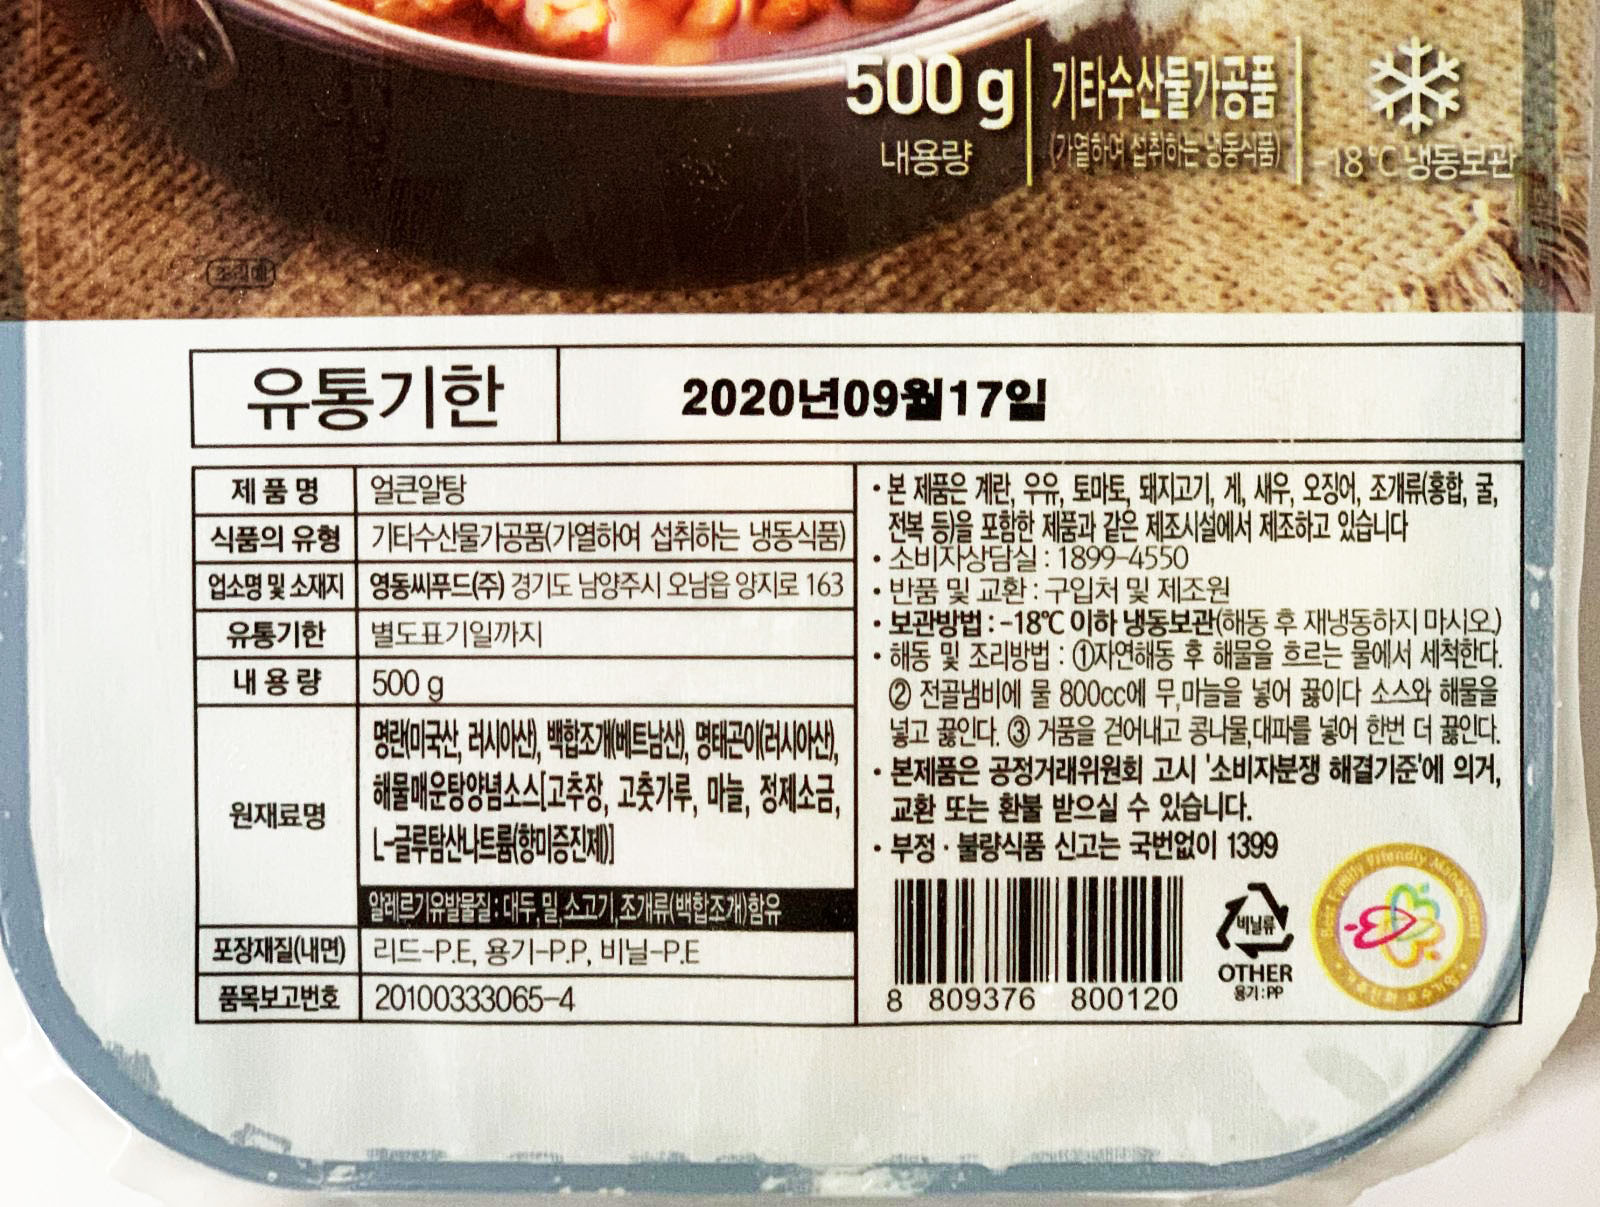 500 g
내용량
기타수산물가공품
(가열하여 섭취하는 냉동식품)
-18℃ 냉동보관
조리예
유통기한
2020년09월17일
제 품 명
얼큰알탕
식품의 유형
기타수산물가공품(가열하여 섭취하는 냉동식품)
업소명 및 소재지
영동씨푸드(주) 경기도 남양주시 오남읍 양지로 163
유통기한
별도표기일까지
내 용 량
500 g
원재료명
명란(미국산, 러시아산), 백합조개(베트남산), 명태곤이(러시아산),
해물매운탕양념소스[고추장, 고춧가루, 마늘, 정제소금,
L-글루탐산나트륨(향미증진제)]
알레르기유발물질 : 대두, 밀, 소고기, 조개류(백합조개)함유
포장재질(내면)
리드-P.E, 용기-P.P, 비닐-P.E
품목보고번호
20100333065-4
• 본 제품은 계란, 우유, 토마토, 돼지고기, 게, 새우, 오징어, 조개류(홍합, 굴,
전복 등)을 포함한 제품과 같은 제조시설에서 제조하고 있습니다
• 소비자상담실 : 1899-4550
• 반품 및 교환 : 구입처 및 제조원
• 보관방법 : -18℃ 이하 냉동보관(해동 후 재냉동하지 마시오.)
• 해동 및 조리방법 : ①자연해동 후 해물을 흐르는 물에서 세척한다.
② 전골냄비에 물 800cc에 무,마늘을 넣어 끓이다 소스와 해물을
넣고 끓인다. ③ 거품을 걷어내고 콩나물,대파를 넣어 한번 더 끓인다.
• 본제품은 공정거래위원회 고시 '소비자분쟁 해결기준'에 의거,
교환 또는 환불 받으실 수 있습니다.
• 부정 · 불량식품 신고는 국번없이 1399
8 809376 800120
비닐류
OTHER
용기 : PP
Best Family Friendly Management